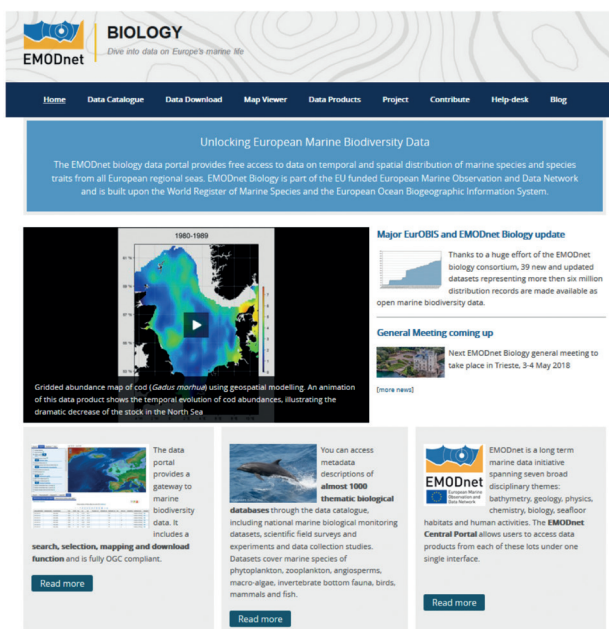 EMODnet
BIOLOGY
Dive into data on Europe's marine life
Home Data Catalogue Data Download Map Viewer Data Products Project Contribute Help-desk Blog
Unlocking European Marine Biodiversity Data
The EMODnet biology data portal provides free access to data on temporal and spatial distribution of marine species and species
traits from all European regional seas. EMODnet Biology is part of the EU funded European Marine Observation and Data Network
and is built upon the World Register of Marine Species and the European Ocean Biogeographic Information System.
1980-1989
Gridded abundance map of cod (Gadus morhua) using geospatial modelling. An animation
of this data product shows the temporal evolution of cod abundances, illustrating the
dramatic decrease of the stock in the North Sea
Major EurOBIS and EMODnet Biology update
Thanks to a huge effort of the EMODnet
biology consortium, 39 new and updated
datasets representing more then six million
distribution records are made available as
open marine biodiversity data.
General Meeting coming up
Next EMODnet Biology general meeting to
take place in Trieste, 3-4 May 2018
[more news]
The data
portal
provides a
gateway to
marine
biodiversity
data. It
includes a
search, selection, mapping and download
function and is fully OGC compliant.
Read more
You can access
metadata
descriptions of
almost 1000
thematic biological
databases through the data catalogue,
including national marine biological monitoring
datasets, scientific field surveys and
experiments and data collection studies.
Datasets cover marine species of
phytoplankton, zooplankton, angiosperms,
macro-algae, invertebrate bottom fauna, birds,
mammals and fish.
Read more
EMODnet
European Marine
Observation and
Data Network
EMODnet is a long term
marine data initiative
spanning seven broad
disciplinary themes:
bathymetry, geology, physics,
chemistry, biology, seafloor
habitats and human activities. The EMODnet
Central Portal allows users to access data
products from each of these lots under one
single interface.
Read more